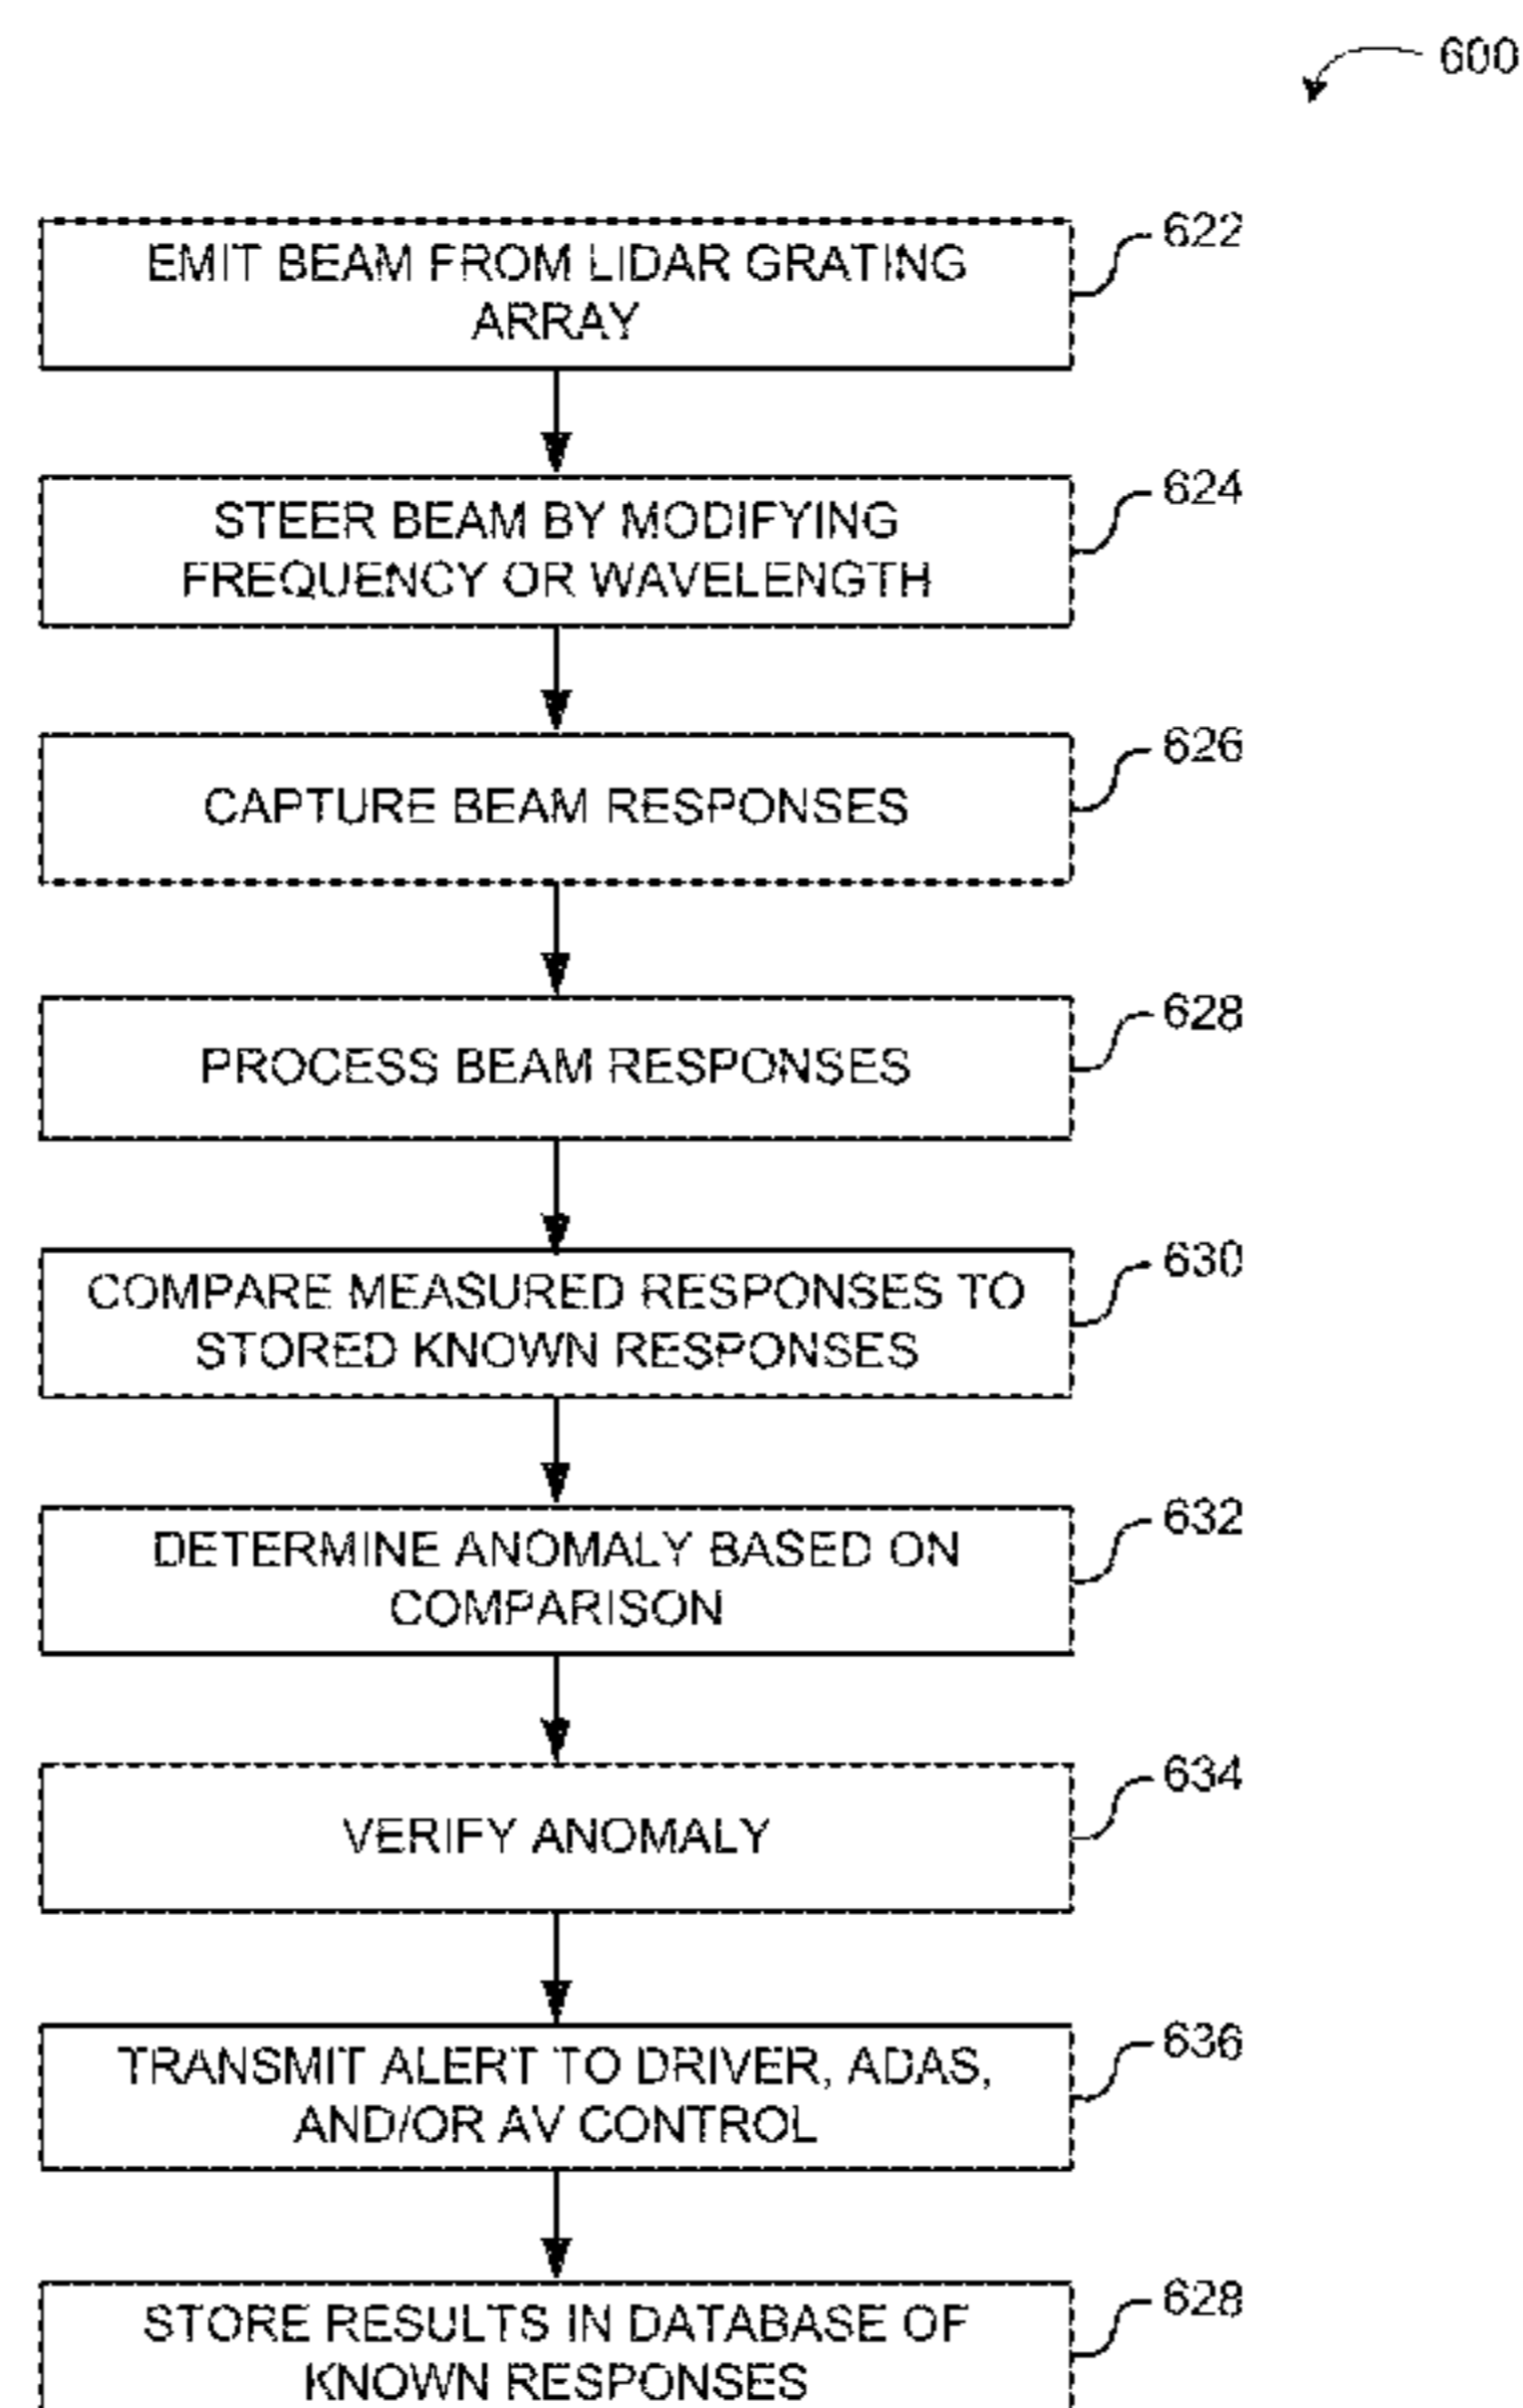 600
EMIT BEAM FROM LIDAR GRATING
ARRAY
622
STEER BEAM BY MODIFYING
FREQUENCY OR WAVELENGTH
624
CAPTURE BEAM RESPONSES
626
PROCESS BEAM RESPONSES
628
COMPARE MEASURED RESPONSES TO
STORED KNOWN RESPONSES
630
DETERMINE ANOMALY BASED ON
COMPARISON
632
VERIFY ANOMALY
634
TRANSMIT ALERT TO DRIVER, ADAS,
AND/OR AV CONTROL
636
STORE RESULTS IN DATABASE OF
KNOWN RESPONSES
628